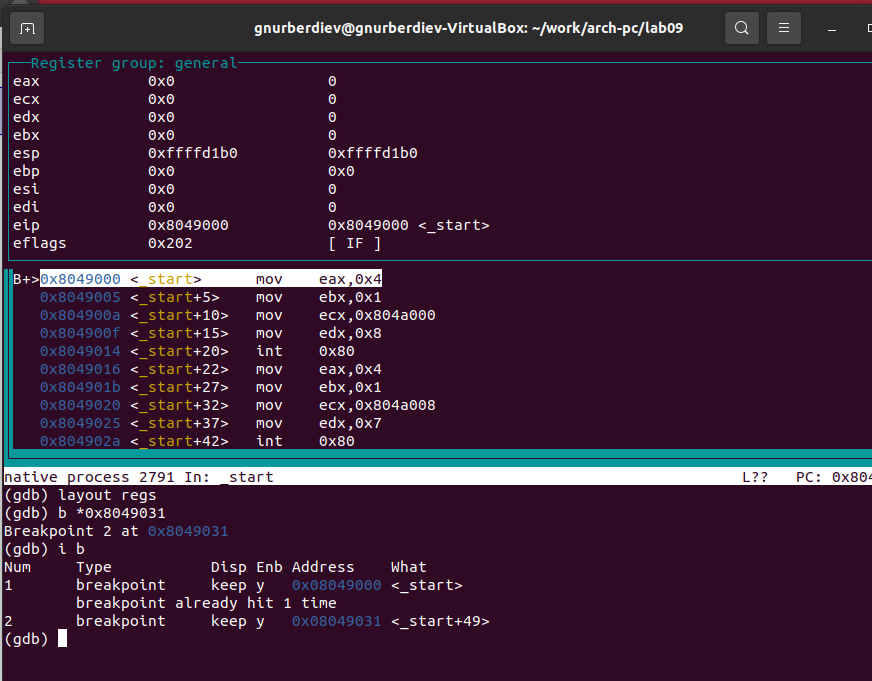 gnurberdiev@gnurberdiev-VirtualBox: ~/work/arch-pc/lab09
Register group: general
eax 0x0 0
ecx 0x0 0
edx 0x0 0
ebx 0x0 0
esp 0xffffd1b0 0xffffd1b0
ebp 0x0 0x0
esi 0x0 0
edi 0x0 0
eip 0x8049000 0x8049000 <_start>
eflags 0x202 [ IF ]
B+>0x8049000 <_start> mov eax,0x4
0x8049005 <_start+5> mov ebx,0x1
0x804900a <_start+10> mov ecx,0x804a000
0x804900f <_start+15> mov edx,0x8
0x8049014 <_start+20> int 0x80
0x8049016 <_start+22> mov eax,0x4
0x804901b <_start+27> mov ebx,0x1
0x8049020 <_start+32> mov ecx,0x804a008
0x8049025 <_start+37> mov edx,0x7
0x804902a <_start+42> int 0x80
native process 2791 In: _start L?? PC: 0x804
(gdb) layout regs
(gdb) b *0x8049031
Breakpoint 2 at 0x8049031
(gdb) i b
Num Type Disp Enb Address What
1 breakpoint keep y 0x08049000 <_start>
breakpoint already hit 1 time
2 breakpoint keep y 0x08049031 <_start+49>
(gdb)